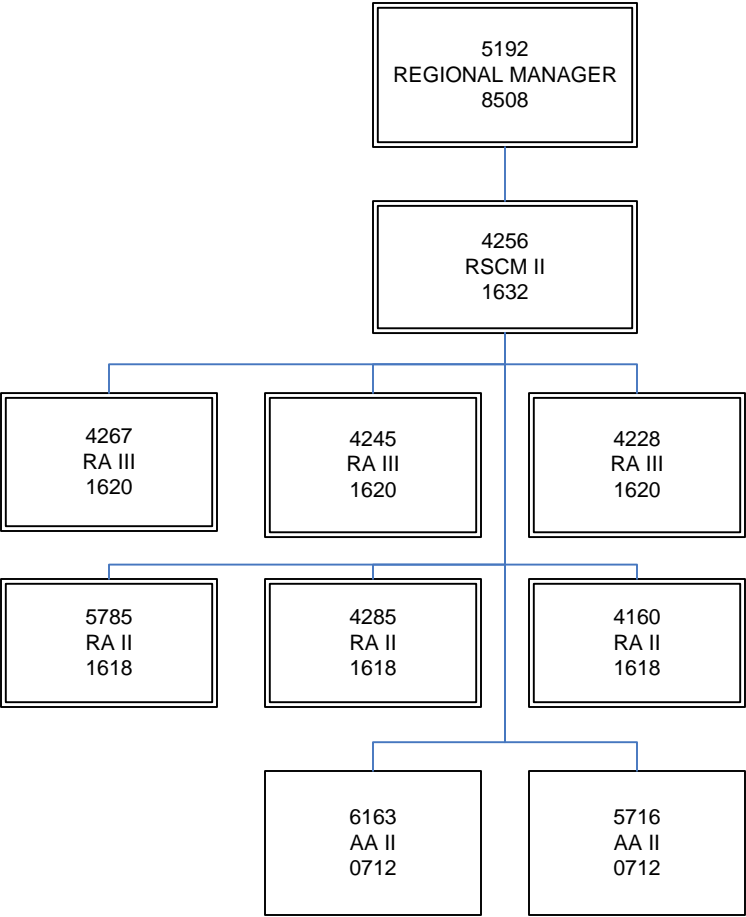 5192
REGIONAL MANAGER
8508
4256
RSCM II
1632
4267
RA III
1620
4245
RA III
1620
4228
RA III
1620
5785
RA II
1618
4285
RA II
1618
4160
RA II
1618
6163
AA II
0712
5716
AA II
0712